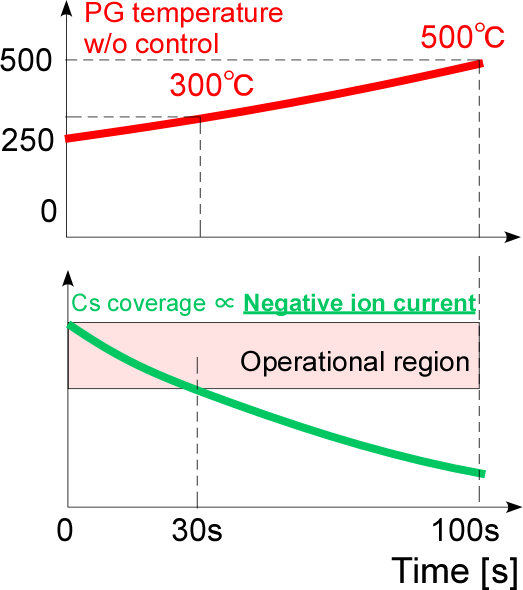 PG temperature
w/o control
500℃
500
300℃
250
0
Cs coverage ∝ Negative ion current
Operational region
0 30s 100s
Time [s]